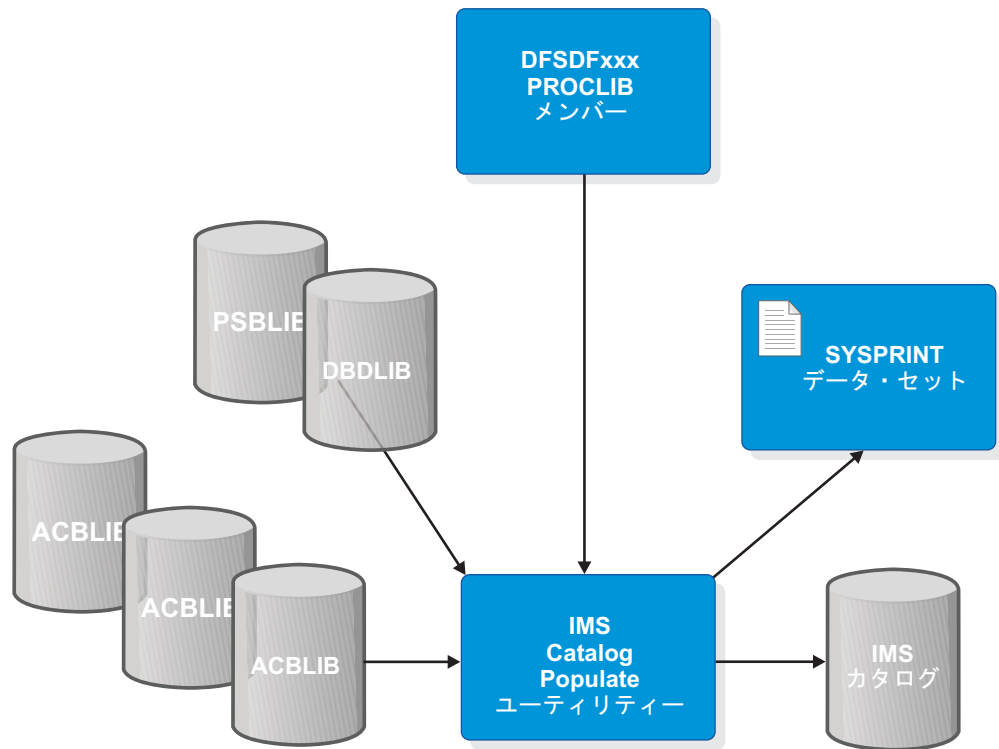 DFSDFxxx
PROCLIB
メンバー
PSBLIB
DBDLIB
SYSPRINT
データ・セット
ACBLIB
ACBLIB
ACBLIB
IMS
Catalog
Populate
ユーティリティー
IMS
カタログ